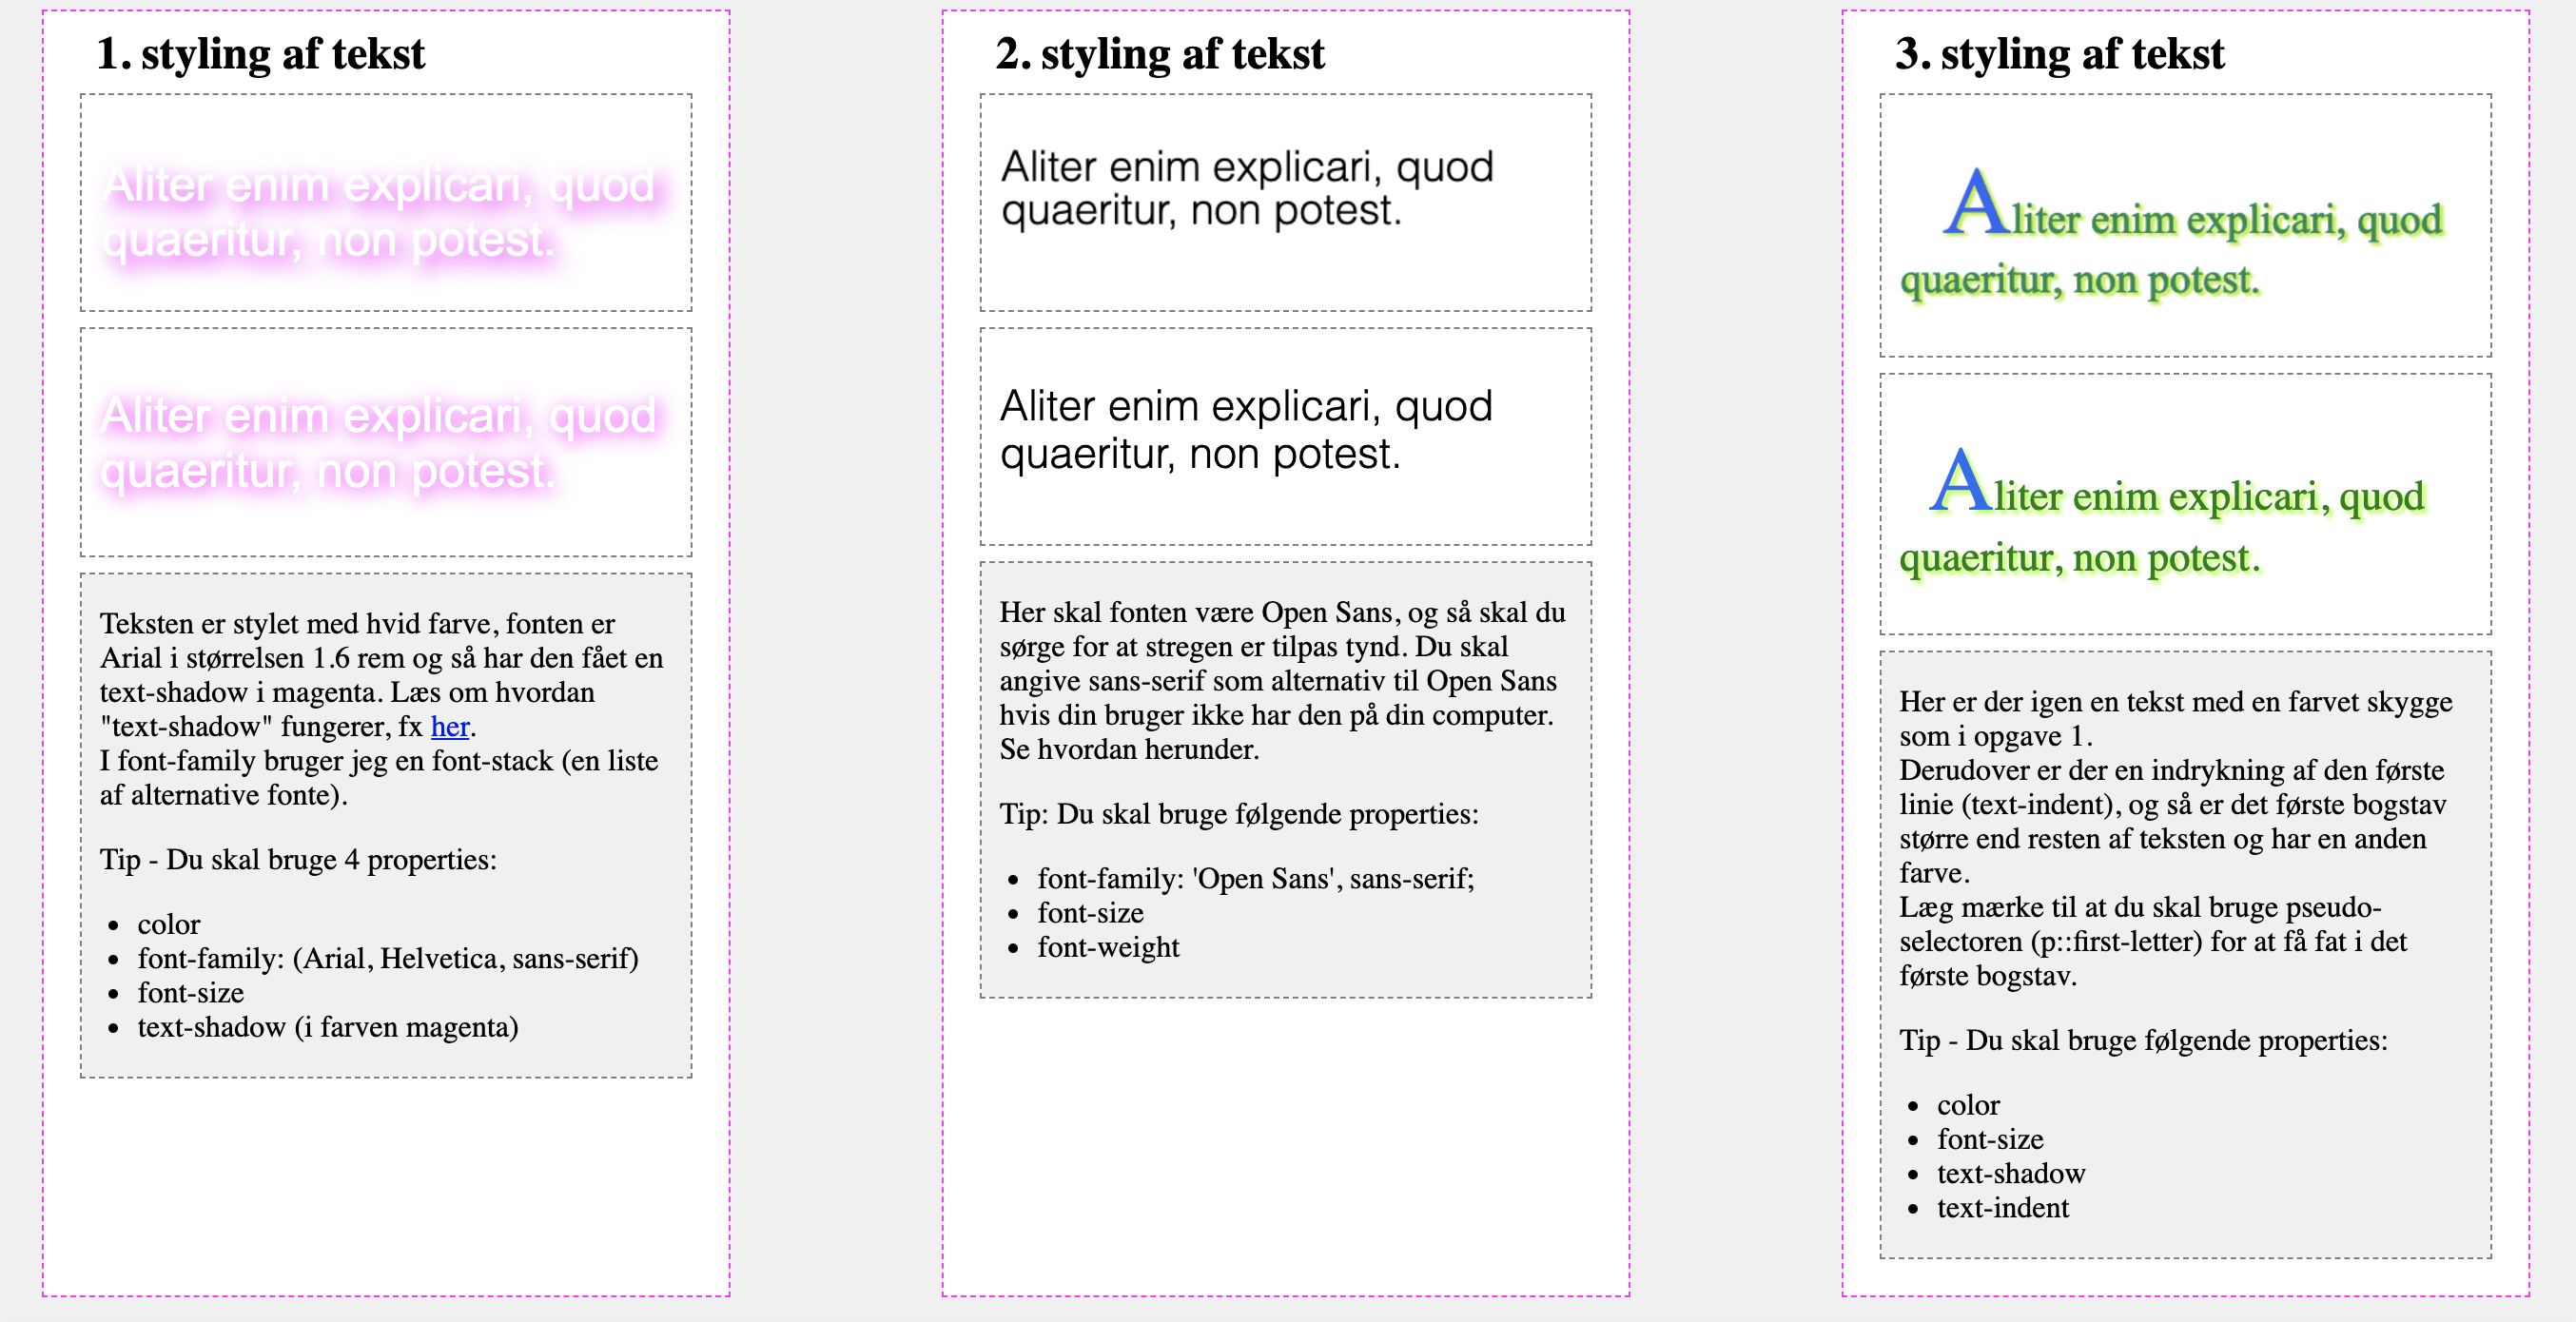 1. styling af tekst
Aliter enim explicari, quod
quaeritur, non potest.
Aliter enim explicari, quod
quaeritur, non potest.
Teksten er stylet med hvid farve, fonten er
Arial i størrelsen 1.6 rem og så har den fået en
text-shadow i magenta. Læs om hvordan
"text-shadow" fungerer, fx her.
I font-family bruger jeg en font-stack (en liste
af alternative fonte).
Tip - Du skal bruge 4 properties:
• color
• font-family: (Arial, Helvetica, sans-serif)
• font-size
• text-shadow (i farven magenta)
2. styling af tekst
Aliter enim explicari, quod
quaeritur, non potest.
Aliter enim explicari, quod
quaeritur, non potest.
Her skal fonten være Open Sans, og så skal du
sørge for at stregen er tilpas tynd. Du skal
angive sans-serif som alternativ til Open Sans
hvis din bruger ikke har den på din computer.
Se hvordan herunder.
Tip: Du skal bruge følgende properties:
• font-family: 'Open Sans', sans-serif;
• font-size
• font-weight
3. styling af tekst
Aliter enim explicari, quod
quaeritur, non potest.
Aliter enim explicari, quod
quaeritur, non potest.
Her er der igen en tekst med en farvet skygge
som i opgave 1.
Derudover er der en indrykning af den første
linie (text-indent), og så er det første bogstav
større end resten af teksten og har en anden
farve.
Læg mærke til at du skal bruge pseudo-
selectoren (p::first-letter) for at få fat i det
første bogstav.
Tip - Du skal bruge følgende properties:
• color
• font-size
• text-shadow
• text-indent